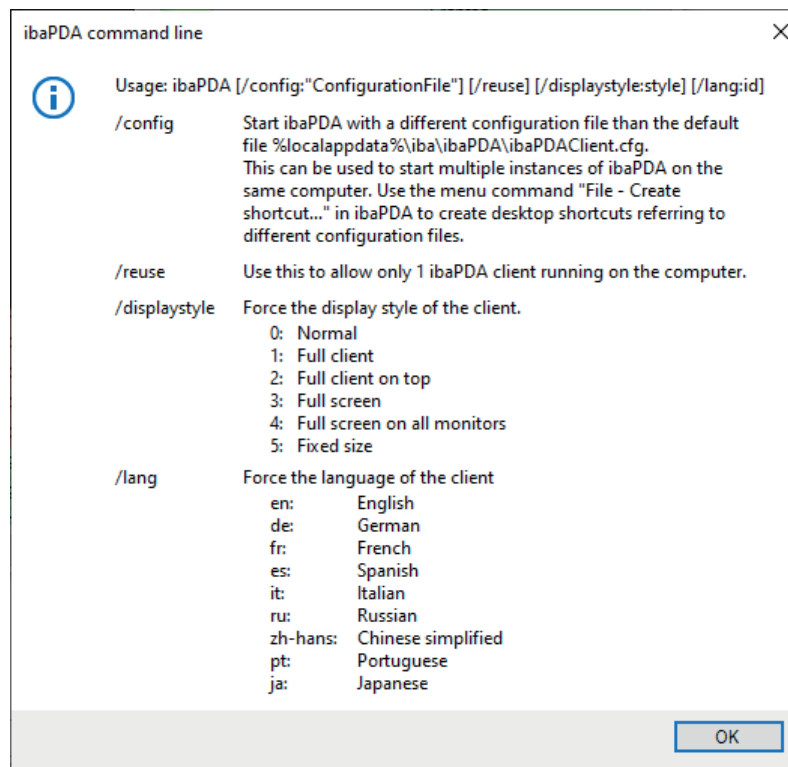 ibaPDA command line
Usage: ibaPDA [/config:"ConfigurationFile"] [/reuse] [/displaystyle:style] [/lang:id]
/config Start ibaPDA with a different configuration file than the default
file %localappdata%\iba\ibaPDA\ibaPDAClient.cfg.
This can be used to start multiple instances of ibaPDA on the
same computer. Use the menu command "File - Create
shortcut..." in ibaPDA to create desktop shortcuts referring to
different configuration files.
/reuse Use this to allow only 1 ibaPDA client running on the computer.
/displaystyle Force the display style of the client.
0: Normal
1: Full client
2: Full client on top
3: Full screen
4: Full screen on all monitors
5: Fixed size
/lang Force the language of the client
en: English
de: German
fr: French
es: Spanish
it: Italian
ru: Russian
zh-hans: Chinese simplified
pt: Portuguese
ja: Japanese
OK